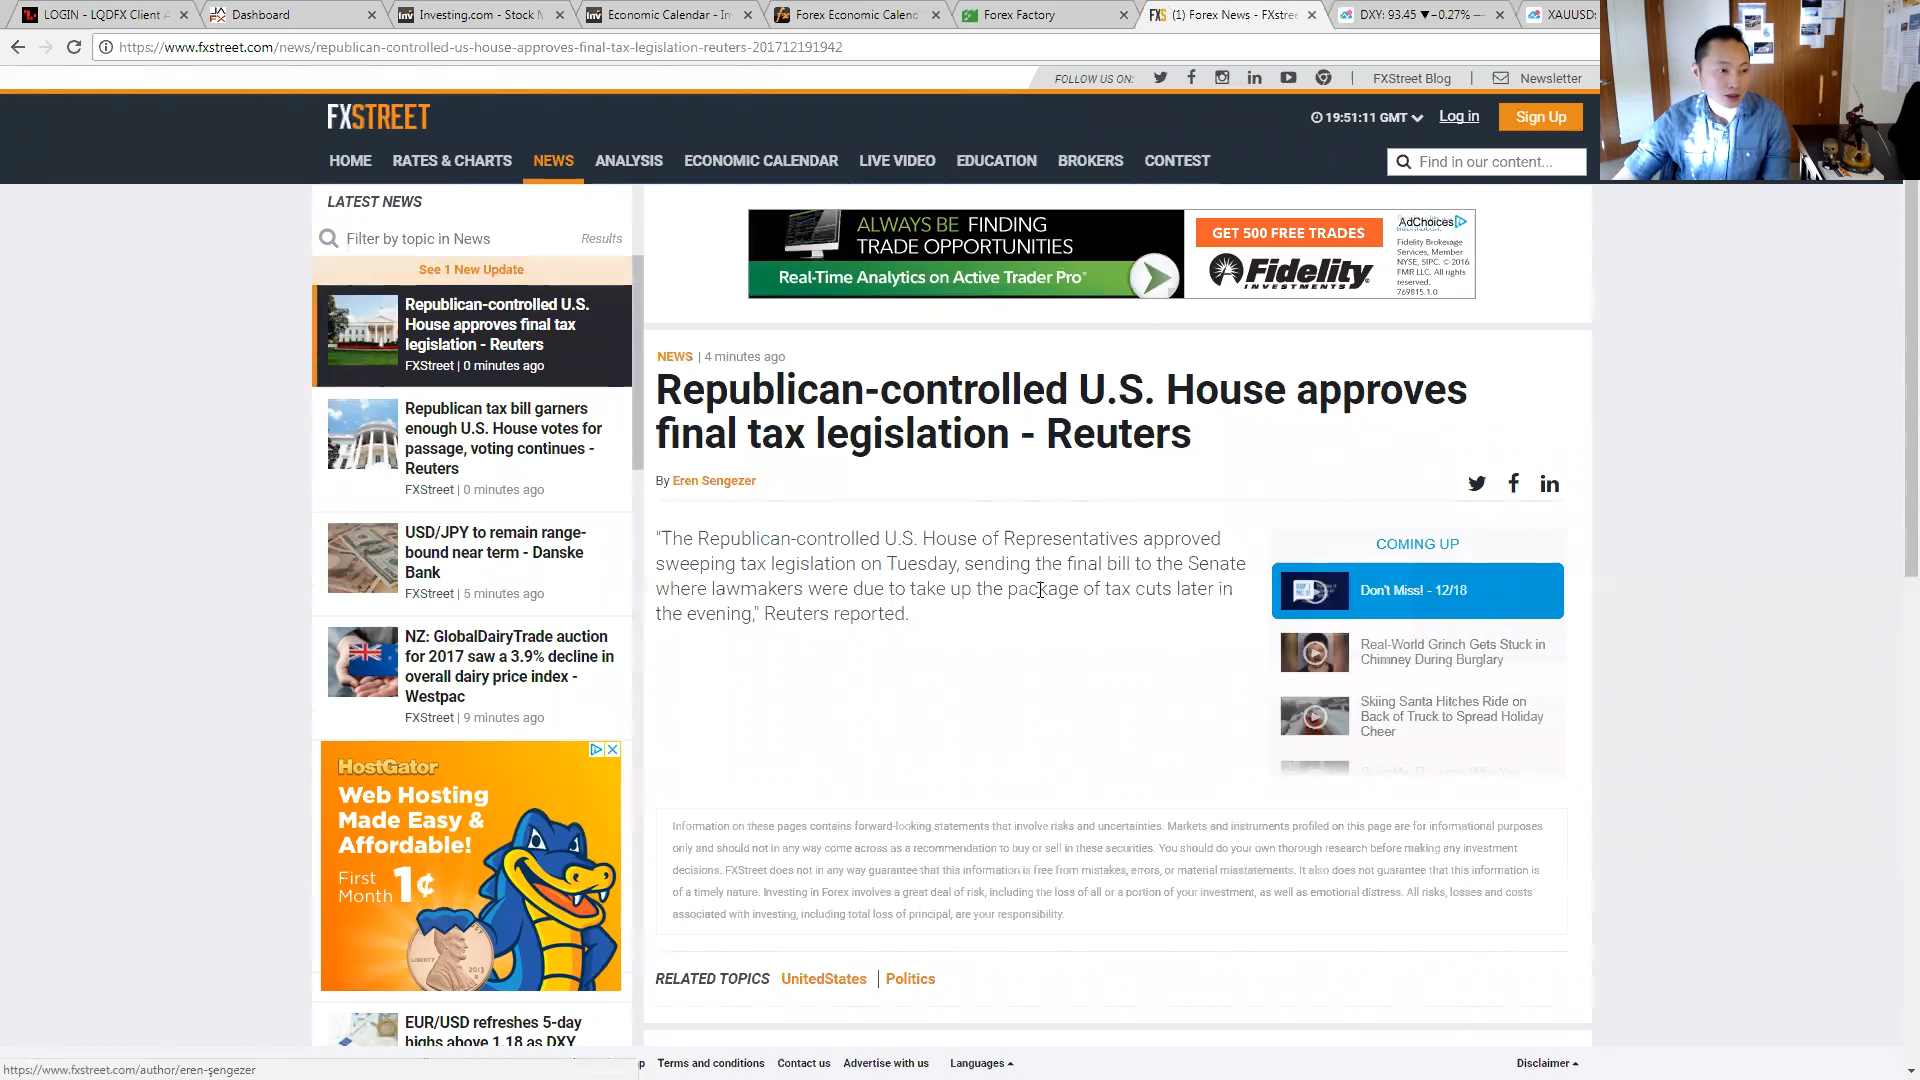 LOGIN - LQDFX Client
Dashboard
Investing.com - Stock
Economic Calendar - In
Forex Economic Calend
Forex Factory
(1) Forex News - FXstree
DXY: 93.45 ▼ −0.27% —
XAUUSD:
https://www.fxstreet.com/news/republican-controlled-us-house-approves-final-tax-legislation-reuters-201712191942
FOLLOW US ON:
FXStreet Blog
Newsletter
FXSTREET
19:51:11 GMT
Log in
Sign Up
HOME
RATES & CHARTS
NEWS
ANALYSIS
ECONOMIC CALENDAR
LIVE VIDEO
EDUCATION
BROKERS
CONTEST
Find in our content...
LATEST NEWS
Filter by topic in News
Results
See 1 New Update
Republican-controlled U.S.
House approves final tax
legislation - Reuters
FXStreet | 0 minutes ago
Republican tax bill garners
enough U.S. House votes for
passage, voting continues -
Reuters
FXStreet | 0 minutes ago
USD/JPY to remain range-
bound near term - Danske
Bank
FXStreet | 5 minutes ago
NZ: GlobalDairyTrade auction
for 2017 saw a 3.9% decline in
overall dairy price index -
Westpac
FXStreet | 9 minutes ago
HostGator
Web Hosting
Made Easy &
Affordable!
First
Month
1¢
LIBERTY
2013
EUR/USD refreshes 5-day
highs above 1.18 as DXY
ALWAYS BE FINDING
TRADE OPPORTUNITIES
Real-Time Analytics on Active Trader Pro
GET 500 FREE TRADES
Fidelity
INVESTMENTS
AdChoices
Fidelity Brokerage
Services, Member
NYSE, SIPC. © 2016
FMR LLC. All rights
reserved.
769815.1.0
NEWS | 4 minutes ago
Republican-controlled U.S. House approves
final tax legislation - Reuters
By Eren Sengezer
"The Republican-controlled U.S. House of Representatives approved
sweeping tax legislation on Tuesday, sending the final bill to the Senate
where lawmakers were due to take up the package of tax cuts later in
the evening," Reuters reported.
COMING UP
Don't Miss! - 12/18
Real-World Grinch Gets Stuck in
Chimney During Burglary
Skiing Santa Hitches Ride on
Back of Truck to Spread Holiday
Cheer
Information on these pages contains forward-looking statements that involve risks and uncertainties. Markets and instruments profiled on this page are for informational purposes
only and should not in any way come across as a recommendation to buy or sell in these securities. You should do your own thorough research before making any investment
decisions. FXStreet does not in any way guarantee that this information is free from mistakes, errors, or material misstatements. It also does not guarantee that this information is
of a timely nature. Investing in Forex involves a great deal of risk, including the loss of all or a portion of your investment, as well as emotional distress. All risks, losses and costs
associated with investing, including total loss of principal, are your responsibility.
RELATED TOPICS
UnitedStates | Politics
Terms and conditions
Contact us
Advertise with us
Languages
Disclaimer
https://www.fxstreet.com/author/eren-şengezer